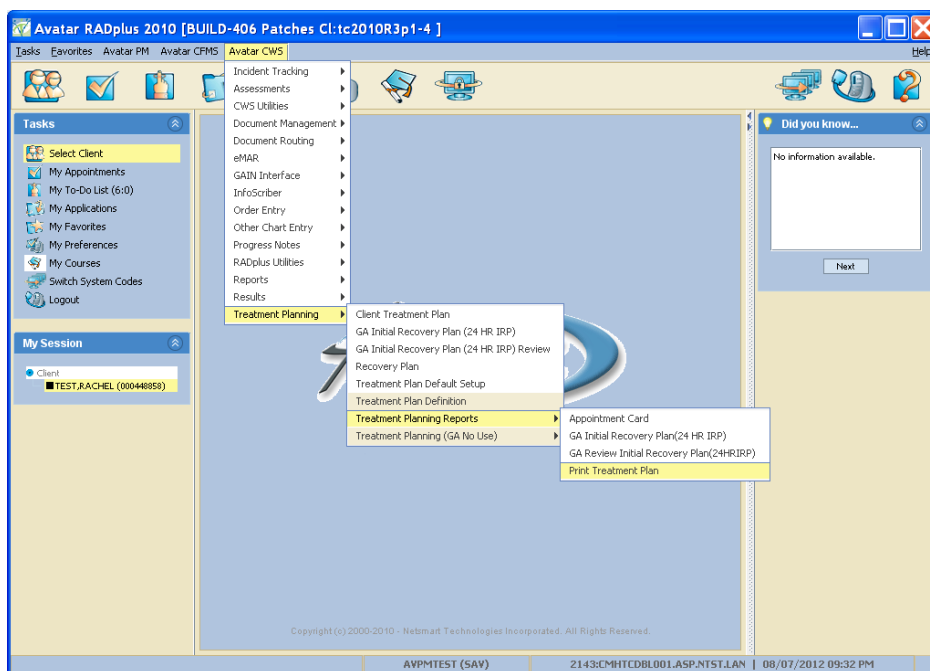 Avatar RADplus 2010 [BUILD-406 Patches Cl:tc2010R3p1-4 ]
Tasks Favorites Avatar PM Avatar CFMS Avatar CWS Help
Tasks
Select Client
My Appointments
My To-Do List (6:0)
My Applications
My Favorites
My Preferences
My Courses
Switch System Codes
Logout
My Session
Client
TEST,RACHEL (000448858)
Incident Tracking
Assessments
CWS Utilities
Document Management
Document Routing
eMAR
GAIN Interface
InfoScriber
Order Entry
Other Chart Entry
Progress Notes
RADplus Utilities
Reports
Results
Treatment Planning
Client Treatment Plan
GA Initial Recovery Plan (24 HR IRP)
GA Initial Recovery Plan (24 HR IRP) Review
Recovery Plan
Treatment Plan Default Setup
Treatment Plan Definition
Treatment Planning Reports
Treatment Planning (GA No Use)
Appointment Card
GA Initial Recovery Plan(24 HR IRP)
GA Review Initial Recovery Plan(24HRIRP)
Print Treatment Plan
Did you know...
No information available.
Next
Copyright (c) 2000-2010 - Netsmart Technologies Incorporated. All Rights Reserved.
AVPMTEST (SAV) 2143:CMHTCDBL001.ASP.NTST.LAN | 08/07/2012 09:32 PM